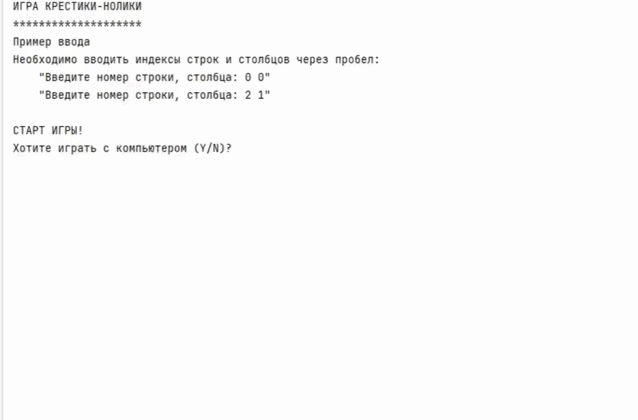 ИГРА КРЕСТИКИ-НОЛИКИ
********************
Пример ввода
Необходимо вводить индексы строк и столбцов через пробел:
    "Введите номер строки, столбца: 0 0"
    "Введите номер строки, столбца: 2 1"
СТАРТ ИГРЫ!
Хотите играть с компьютером (Y/N)?